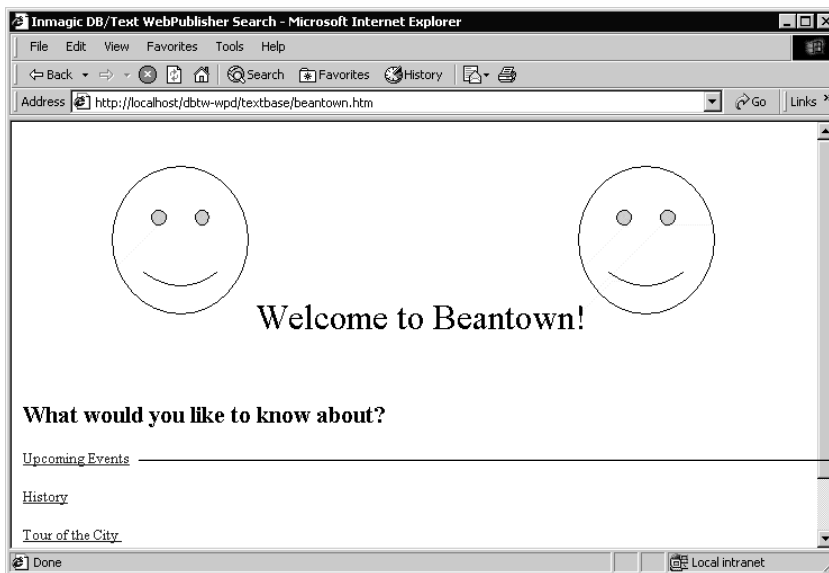 Inmagic DB/Text WebPublisher Search - Microsoft Internet Explorer
File Edit View Favorites Tools Help
Back Search Favorites History
Address http://localhost/dbtw-wpd/textbase/beantown.htm Go Links »
Welcome to Beantown!
What would you like to know about?
Upcoming Events
History
Tour of the City
Done Local intranet